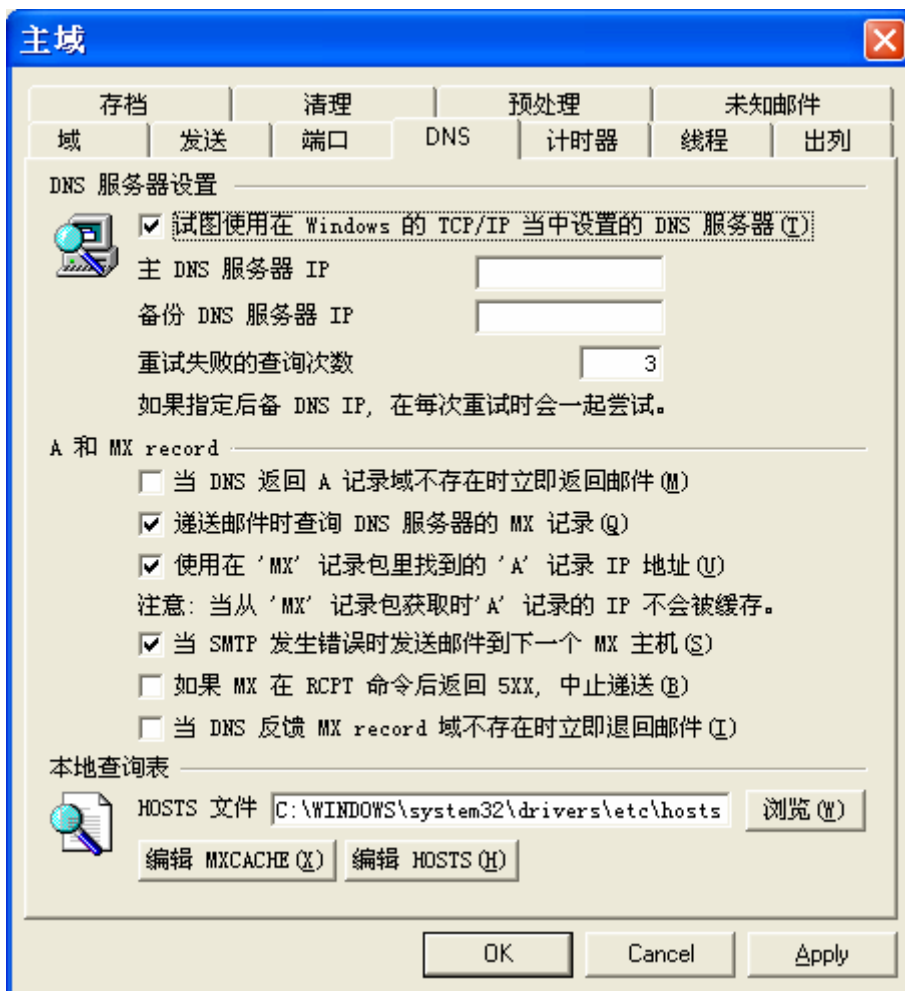 主域
存档 清理 预处理 未知邮件
域 发送 端口 DNS 计时器 线程 出列
DNS 服务器设置
试图使用在 Windows 的 TCP/IP 当中设置的 DNS 服务器(T)
主 DNS 服务器 IP
备份 DNS 服务器 IP
重试失败的查询次数 3
如果指定后备 DNS IP, 在每次重试时会一起尝试。
A 和 MX record
当 DNS 返回 A 记录域不存在时立即返回邮件(M)
递送邮件时查询 DNS 服务器的 MX 记录(Q)
使用在 'MX' 记录包里找到的 'A' 记录 IP 地址(U)
注意: 当从 'MX' 记录包获取时'A' 记录的 IP 不会被缓存。
当 SMTP 发生错误时发送邮件到下一个 MX 主机(S)
如果 MX 在 RCPT 命令后返回 5XX, 中止递送(B)
当 DNS 反馈 MX record 域不存在时立即退回邮件(I)
本地查询表
HOSTS 文件 C:\WINDOWS\system32\drivers\etc\hosts 浏览(W)
编辑 MXCACHE(X) 编辑 HOSTS(H)
OK Cancel Apply